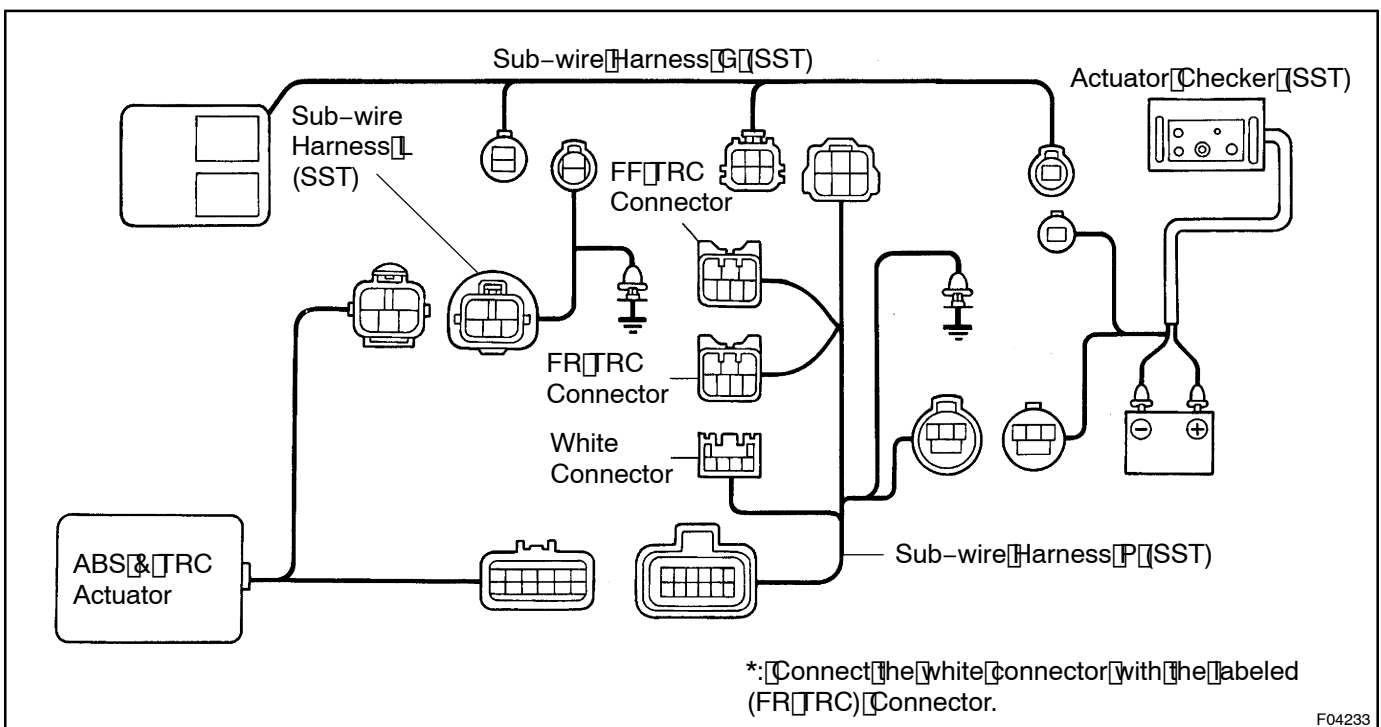 Sub-wire Harness G (SST)
Actuator Checker (SST)
Sub-wire
Harness L
(SST)
FF TRC
Connector
FR TRC
Connector
White
Connector
ABS & TRC
Actuator
Sub-wire Harness P (SST)
*: Connect the white connector with the labeled
(FR TRC) Connector.
F04233